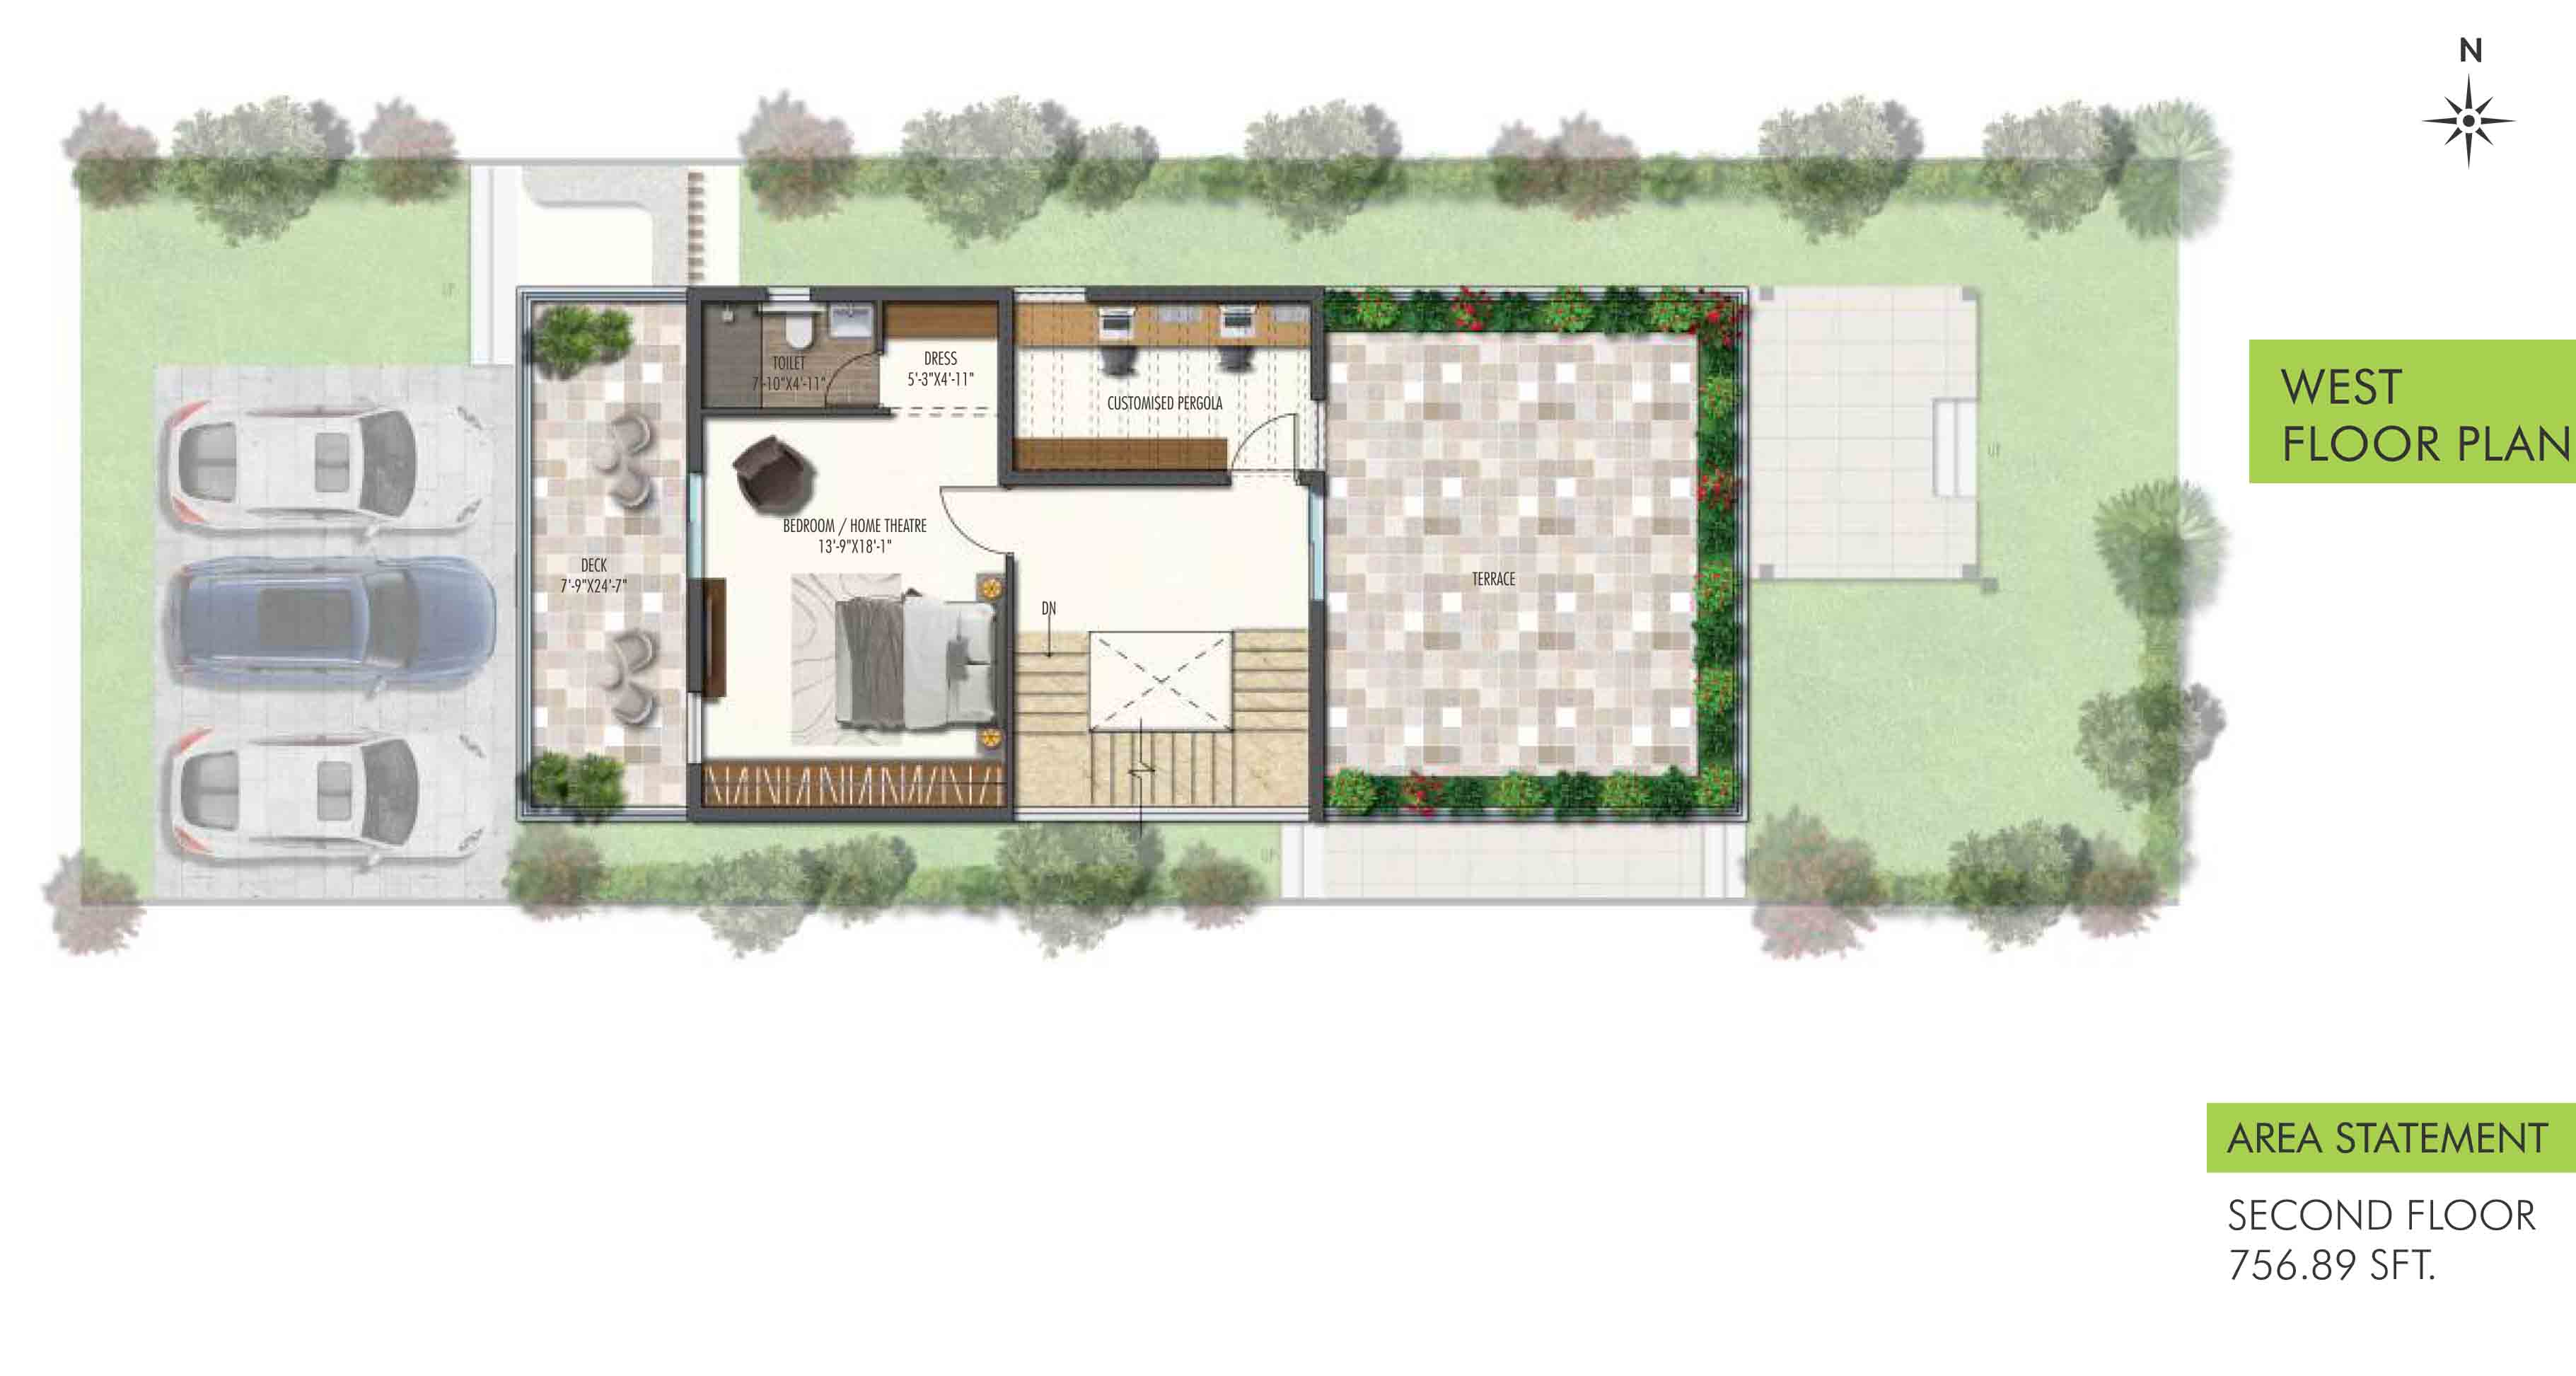 N
WEST
FLOOR PLAN
UP
TOILET
7'-10"X4'-11"
DRESS
5'-3"X4'-11"
CUSTOMISED PERGOLA
UP
BEDROOM / HOME THEATRE
13'-9"X18'-1"
DECK
7'-9"X24'-7"
TERRACE
DN
UP
AREA STATEMENT
SECOND FLOOR
756.89 SFT.